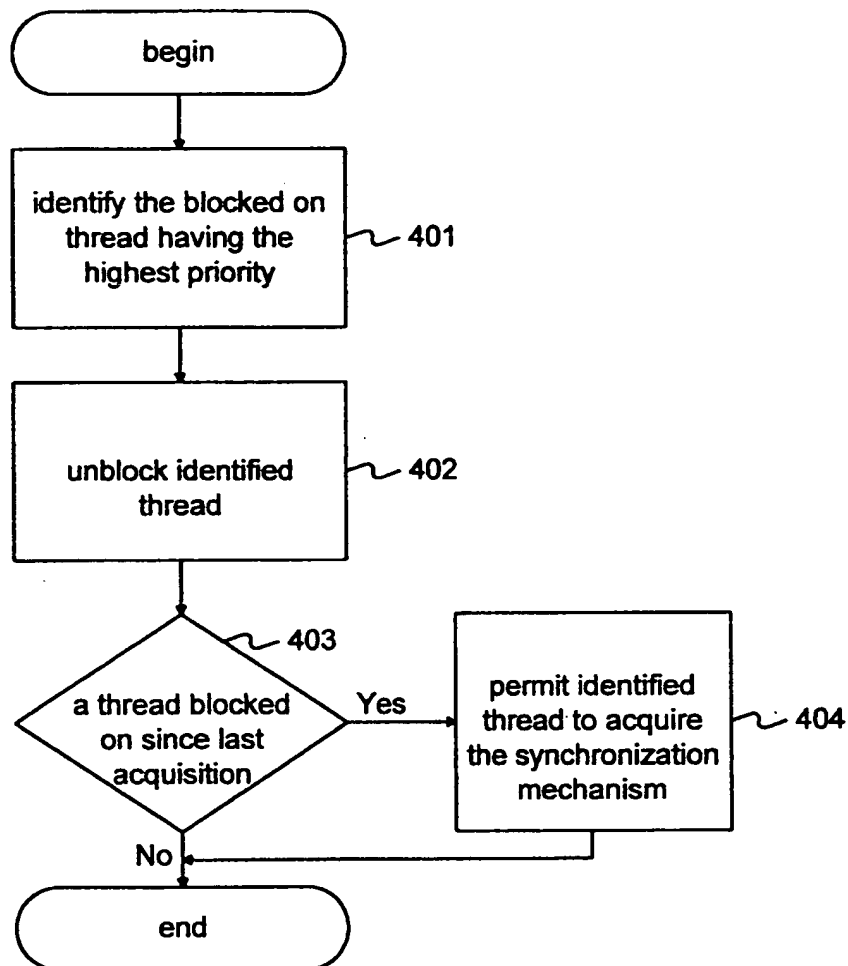 begin
identify the blocked on
thread having the
highest priority
401
unblock identified
thread
402
403
a thread blocked
on since last
acquisition
Yes
permit identified
thread to acquire
the synchronization
mechanism
404
No
end